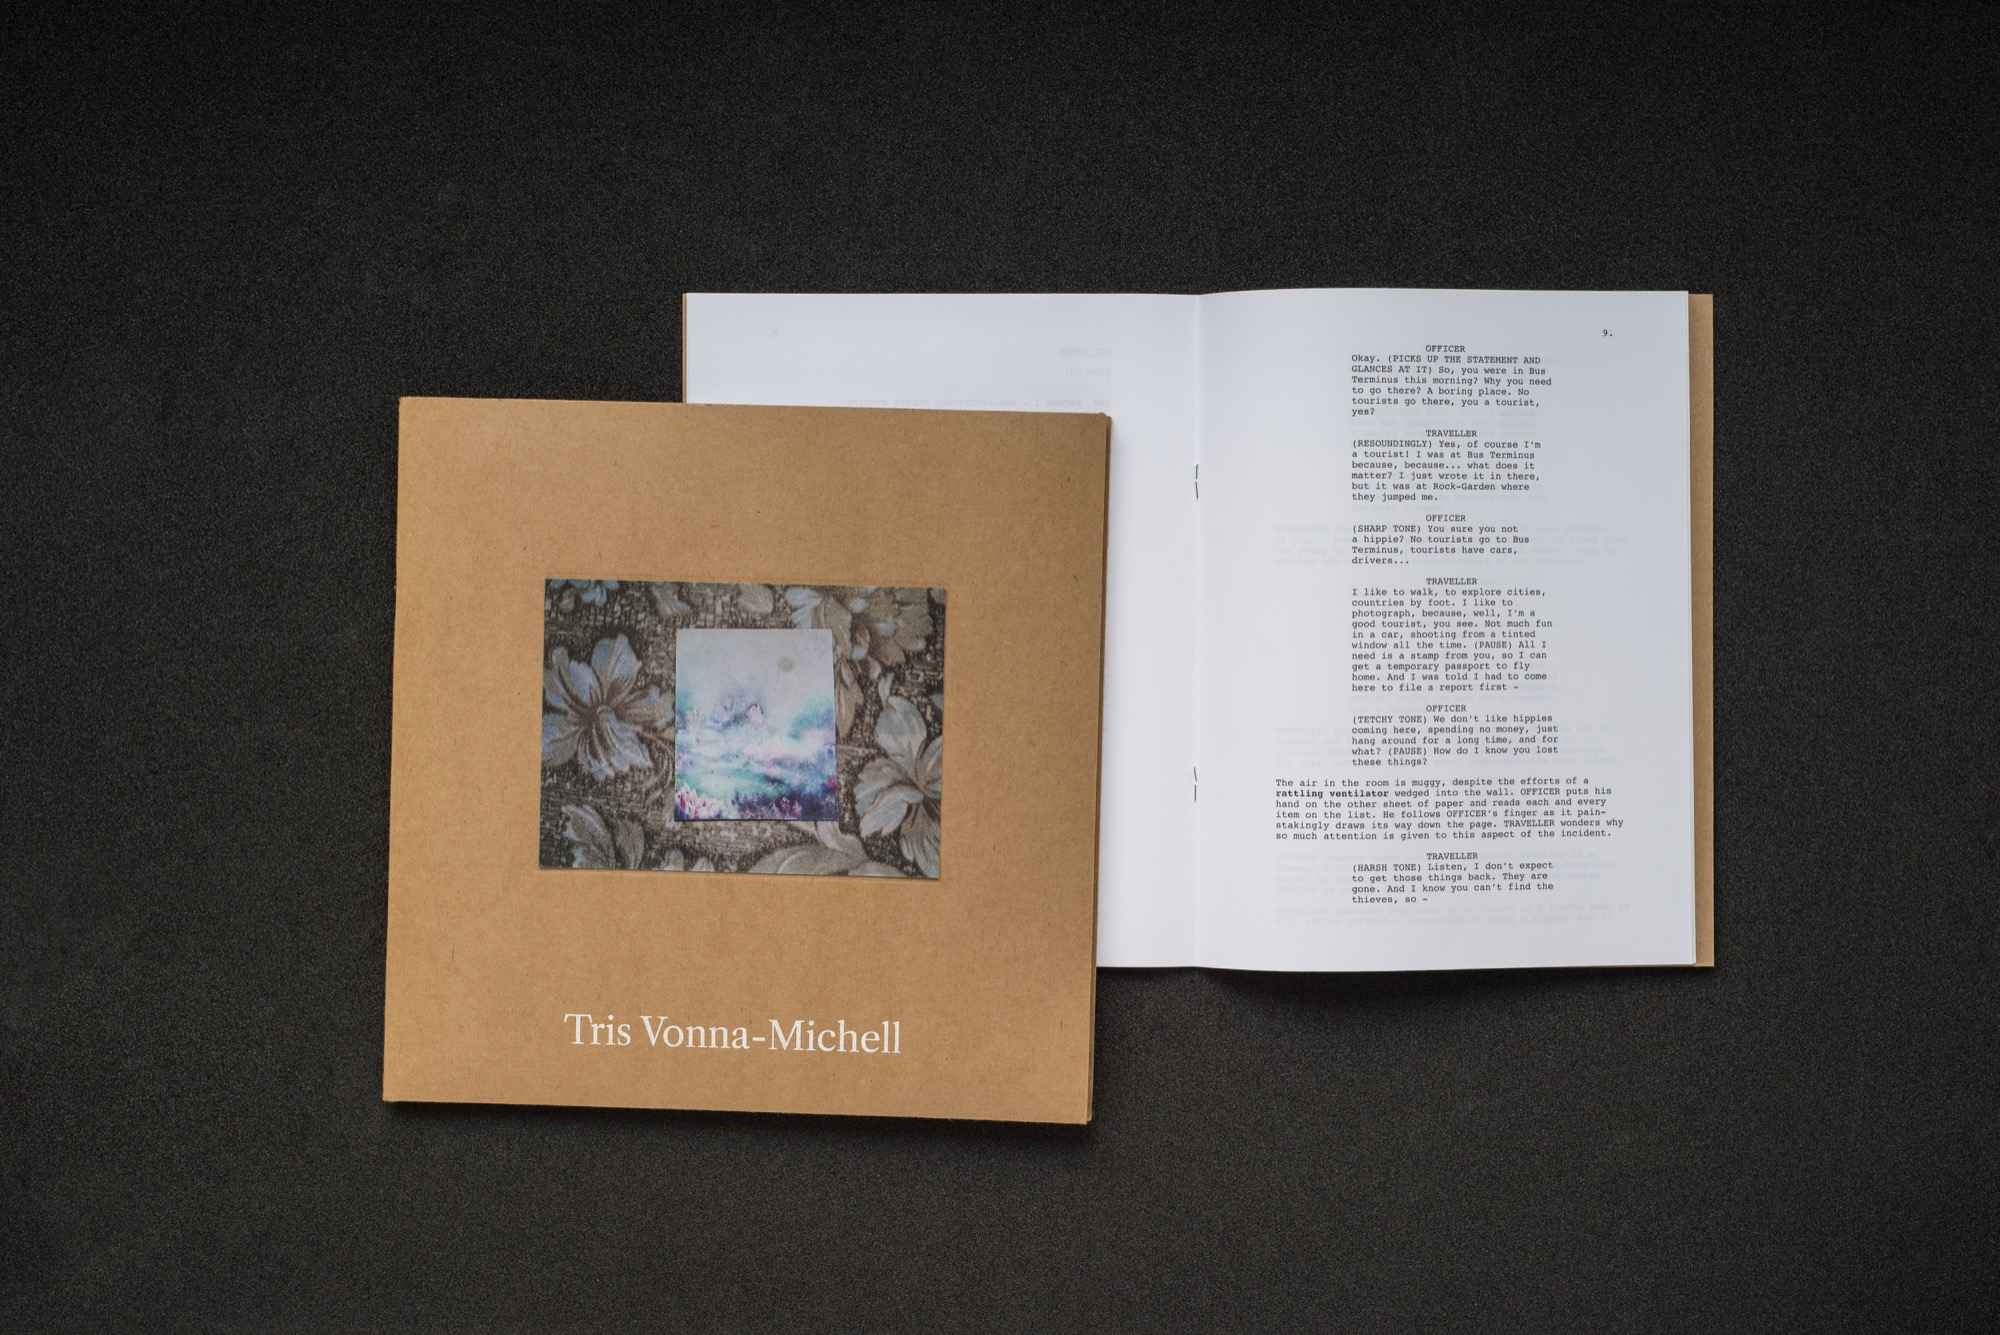 Tris Vonna-Michell
9.
OFFICER
Okay. (PICKS UP THE STATEMENT AND
GLANCES AT IT) So, you were in Bus
Terminus this morning? Why you need
to go there? A boring place. No
tourists go there, you a tourist,
yes?
TRAVELLER
(RESOUNDINGLY) Yes, of course I'm
a tourist! I was at Bus Terminus
because, because... what does it
matter? I just wrote it in there,
but it was at Rock-Garden where
they jumped me.
OFFICER
(SHARP TONE) You sure you not
a hippie? No tourists go to Bus
Terminus, tourists have cars,
drivers...
TRAVELLER
I like to walk, to explore cities,
countries by foot. I like to
photograph, because, well, I'm a
good tourist, you see. Not much fun
in a car, shooting from a tinted
window all the time. (PAUSE) All I
need is a stamp from you, so I can
get a temporary passport to fly
home. And I was told I had to come
here to file a report first –
OFFICER
(TETCHY TONE) We don't like hippies
coming here, spending no money, just
hang around for a long time, and for
what? (PAUSE) How do I know you lost
these things?
The air in the room is muggy, despite the efforts of a
rattling ventilator wedged into the wall. OFFICER puts his
hand on the other sheet of paper and reads each and every
item on the list. He follows OFFICER's finger as it pain-
stakingly draws its way down the page. TRAVELLER wonders why
so much attention is given to this aspect of the incident.
TRAVELLER
(HARSH TONE) Listen, I don't expect
to get those things back. They are
gone. And I know you can't find the
thieves, so –